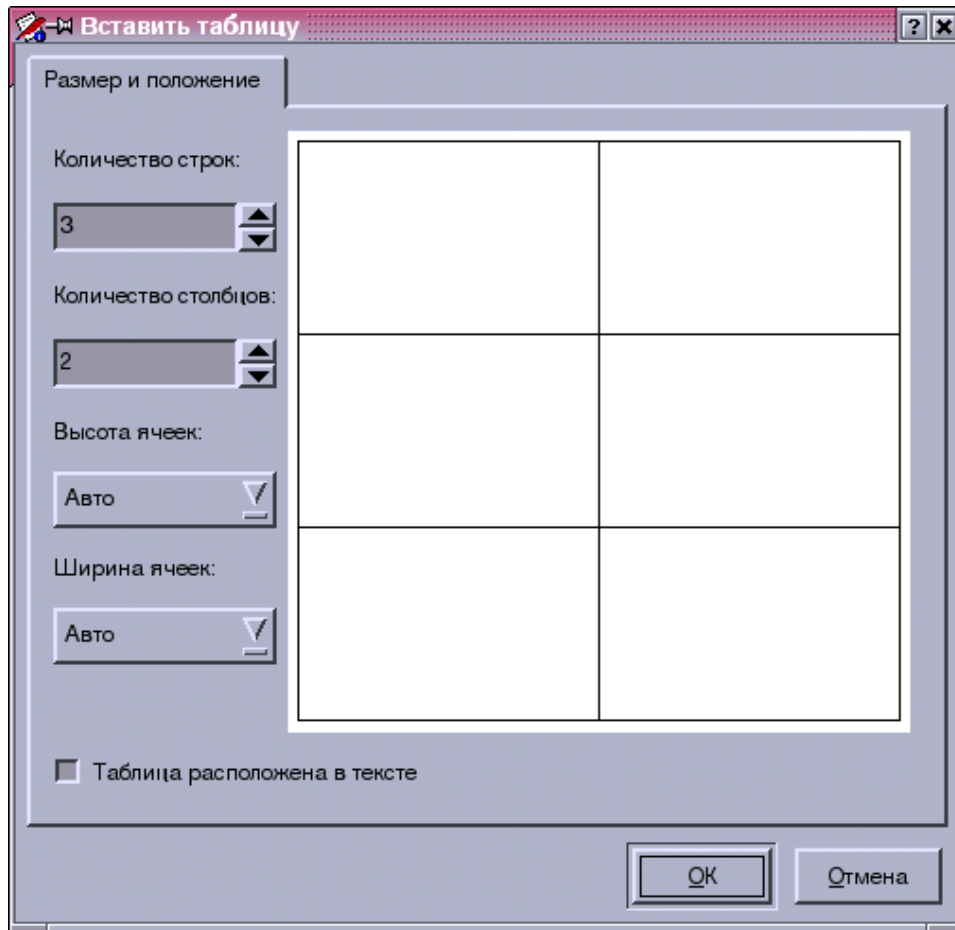 Вставить таблицу
Размер и положение
Количество строк:
3
Количество столбцов:
2
Высота ячеек:
Авто
Ширина ячеек:
Авто
Таблица расположена в тексте
OK
Отмена